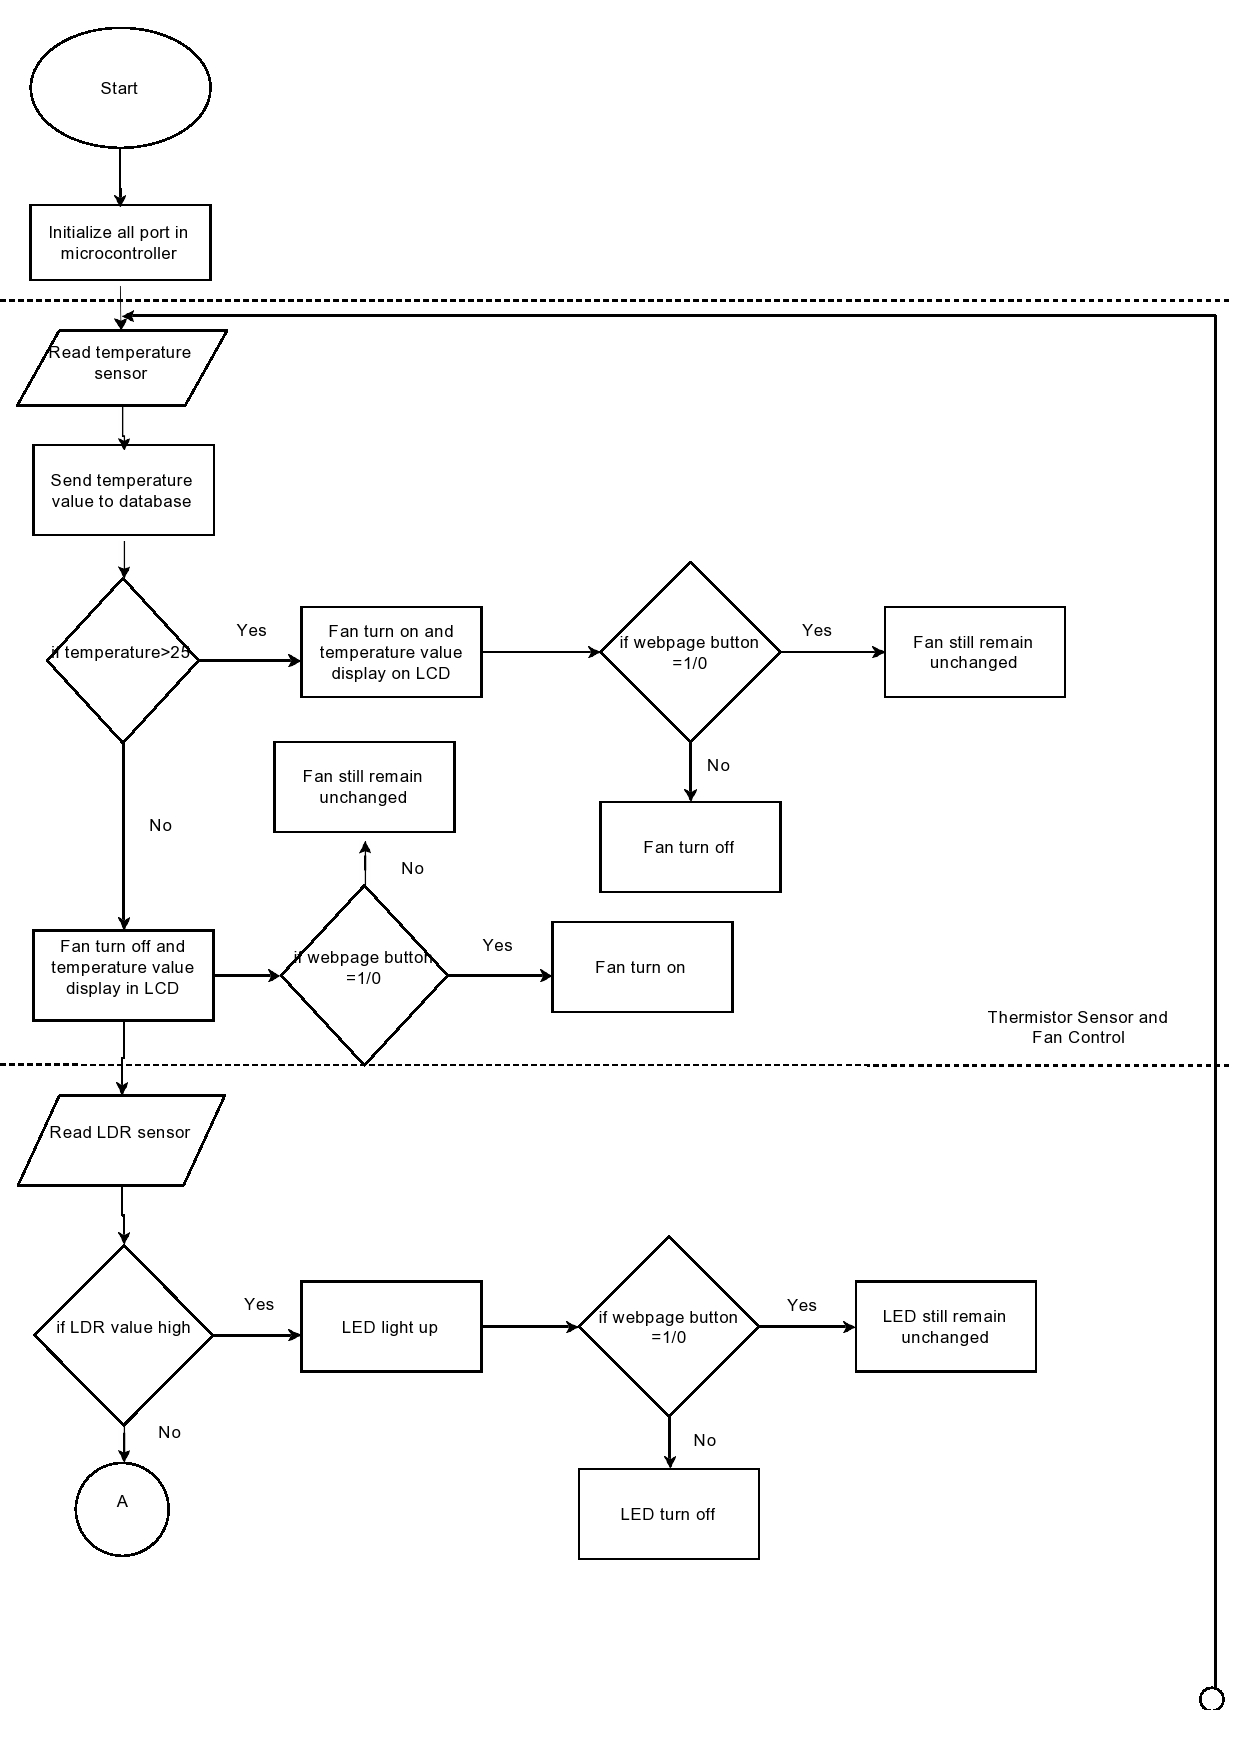 Start
Initialize all port in
microcontroller
Read temperature
sensor
Send temperature
value to database
if temperature>25
Yes
Fan turn on and
temperature value
display on LCD
if webpage button
=1/0
Yes
Fan still remain
unchanged
No
Fan turn off
No
Fan still remain
unchanged
No
Fan turn off and
temperature value
display in LCD
if webpage button
=1/0
Yes
Fan turn on
Thermistor Sensor and
Fan Control
Read LDR sensor
if LDR value high
Yes
LED light up
if webpage button
=1/0
Yes
LED still remain
unchanged
No
LED turn off
No
A